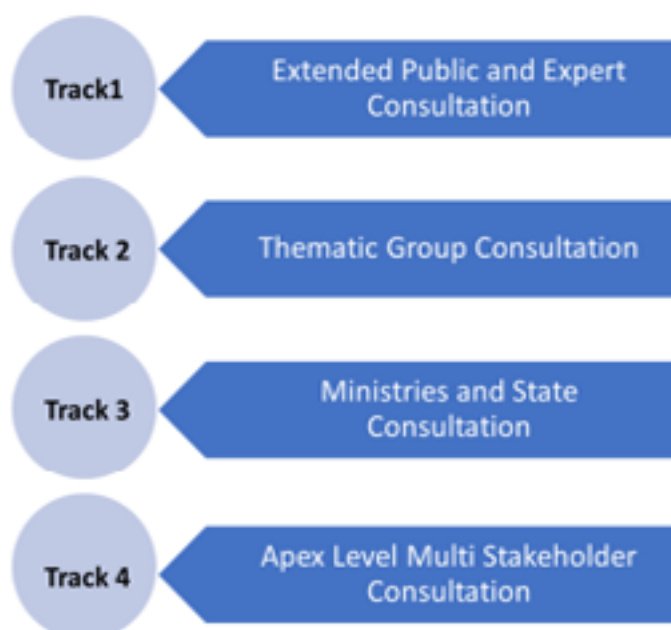 Track1
Extended Public and Expert
Consultation
Track 2
Thematic Group Consultation
Track 3
Ministries and State
Consultation
Track 4
Apex Level Multi Stakeholder
Consultation